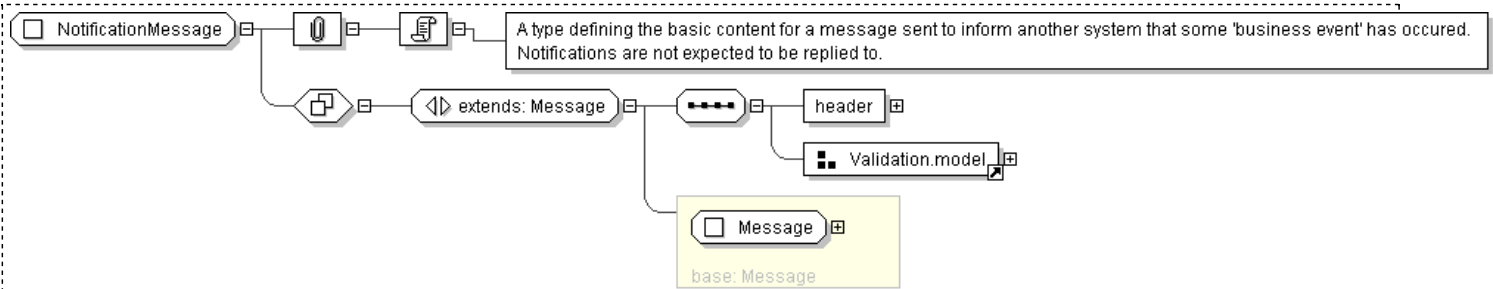 NotificationMessage
A type defining the basic content for a message sent to inform another system that some 'business event' has occured.
Notifications are not expected to be replied to.
extends: Message
header
Validation.model
Message
base: Message